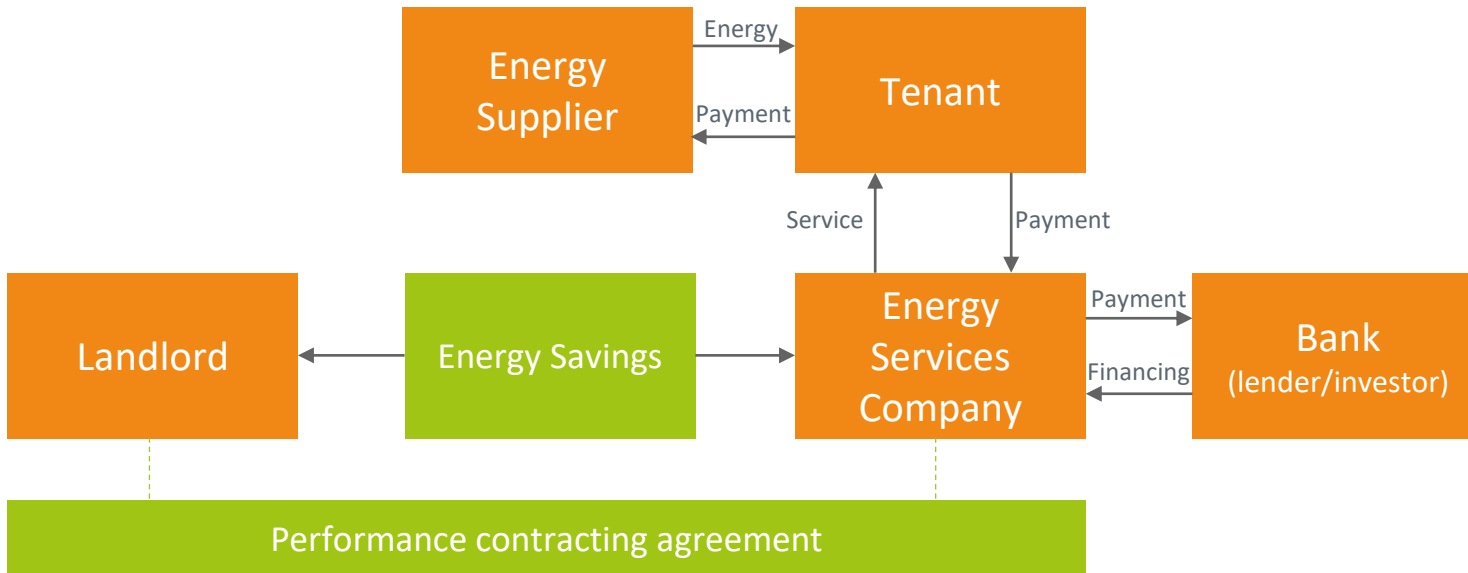 Energy
Supplier
Energy
Payment
Tenant
Service
Payment
Landlord
Energy Savings
Energy
Services
Company
Payment
Financing
Bank
(lender/investor)
Performance contracting agreement